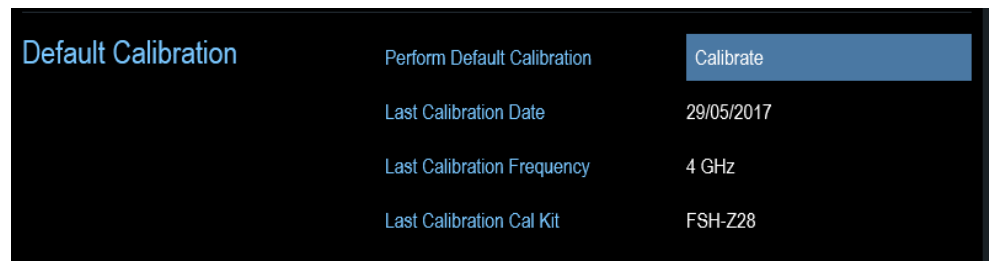 Default Calibration
Perform Default Calibration Calibrate
Last Calibration Date 29/05/2017
Last Calibration Frequency 4 GHz
Last Calibration Cal Kit FSH-Z28